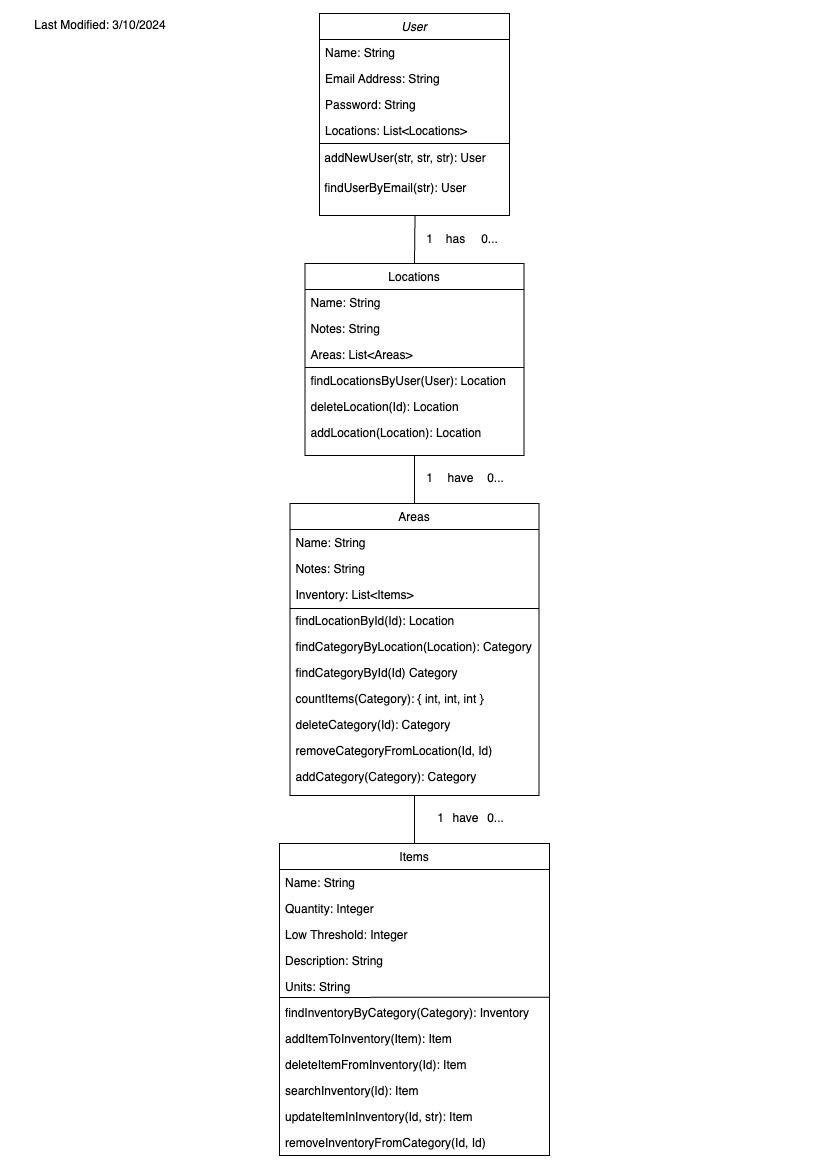 Last Modified: 3/10/2024
User
Name: String
Email Address: String
Password: String
Locations: List<Locations>
addNewUser(str, str, str): User
findUserByEmail(str): User
1 has 0...
Locations
Name: String
Notes: String
Areas: List<Areas>
findLocationsByUser(User): Location
deleteLocation(Id): Location
addLocation(Location): Location
1 have 0...
Areas
Name: String
Notes: String
Inventory: List<Items>
findLocationById(Id): Location
findCategoryByLocation(Location): Category
findCategoryById(Id) Category
countItems(Category): { int, int, int }
deleteCategory(Id): Category
removeCategoryFromLocation(Id, Id)
addCategory(Category): Category
1 have 0...
Items
Name: String
Quantity: Integer
Low Threshold: Integer
Description: String
Units: String
findInventoryByCategory(Category): Inventory
addItemToInventory(Item): Item
deleteItemFromInventory(Id): Item
searchInventory(Id): Item
updateItemInInventory(Id, str): Item
removeInventoryFromCategory(Id, Id)